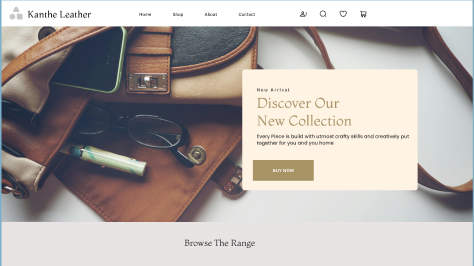 Kanthe Leather
Home Shop About Contact
New Arrival
Discover Our
New Collection
Every Piece is build with utmost crafty skills and creatively put
together for you and you home
BUY NOW
Browse The Range